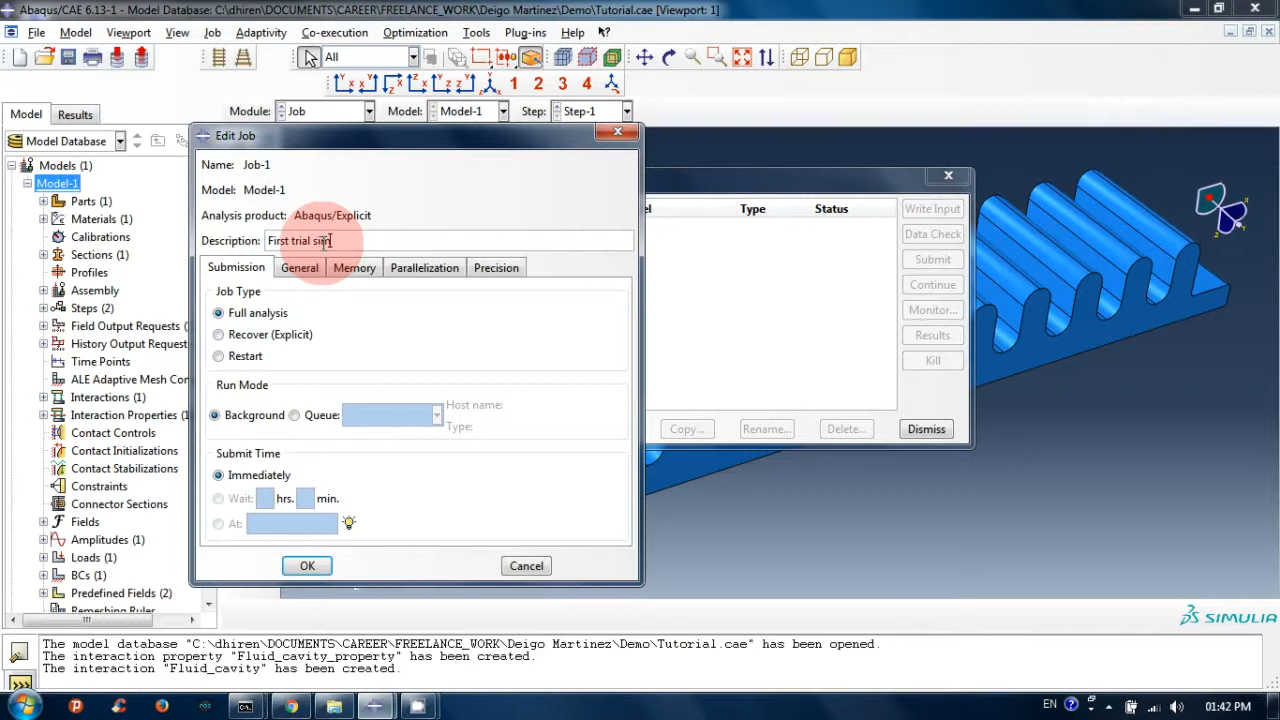 Abaqus/CAE 6.13-1 - Model Database: C:\dhiren\DOCUMENTS\CAREER\FREELANCE_WORK\Deigo Martinez\Demo\Tutorial.cae [Viewport: 1]
File Model Viewport View Job Adaptivity Co-execution Optimization Tools Plug-ins Help
All
1 2 3 4
Model Results
Module: Job Model: Model-1 Step: Step-1
Model Database
Models (1)
Model-1
Parts (1)
Materials (1)
Calibrations
Sections (1)
Profiles
Assembly
Steps (2)
Field Output Requests
History Output Request
Time Points
ALE Adaptive Mesh Con
Interactions (1)
Interaction Properties (1
Contact Controls
Contact Initializations
Contact Stabilizations
Constraints
Connector Sections
Fields
Amplitudes (1)
Loads (1)
BCs (1)
Predefined Fields (2)
Remeshing Rules
Edit Job
Name: Job-1
Model: Model-1
Analysis product: Abaqus/Explicit
Description: First trial sim
Submission General Memory Parallelization Precision
Job Type
Full analysis
Recover (Explicit)
Restart
Run Mode
Background Queue: Host name:
Type:
Submit Time
Immediately
Wait: hrs. min.
At:
OK Cancel
el Type Status
Write Input
Data Check
Submit
Continue
Monitor...
Results
Kill
Copy... Rename... Delete... Dismiss
SIMULIA
The model database "C:\dhiren\DOCUMENTS\CAREER\FREELANCE_WORK\Deigo Martinez\Demo\Tutorial.cae" has been opened.
The interaction property "Fluid_cavity_property" has been created.
The interaction "Fluid_cavity" has been created.
>>>
EN 01:42 PM